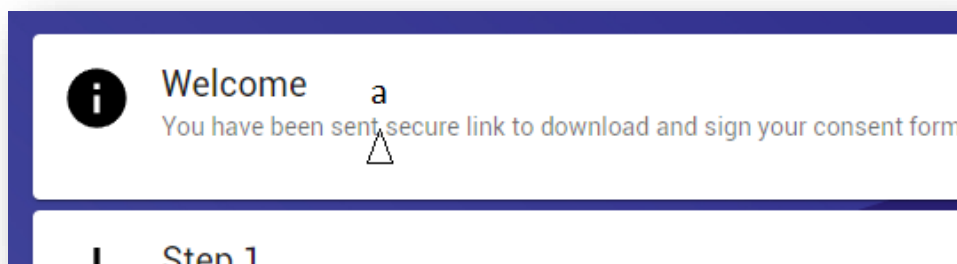 Welcome
a
You have been sent secure link to download and sign your consent form
Step 1